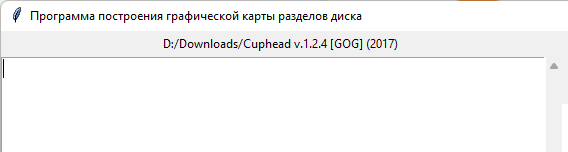 Программа построения графической карты разделов диска
D:/Downloads/Cuphead v.1.2.4 [GOG] (2017)